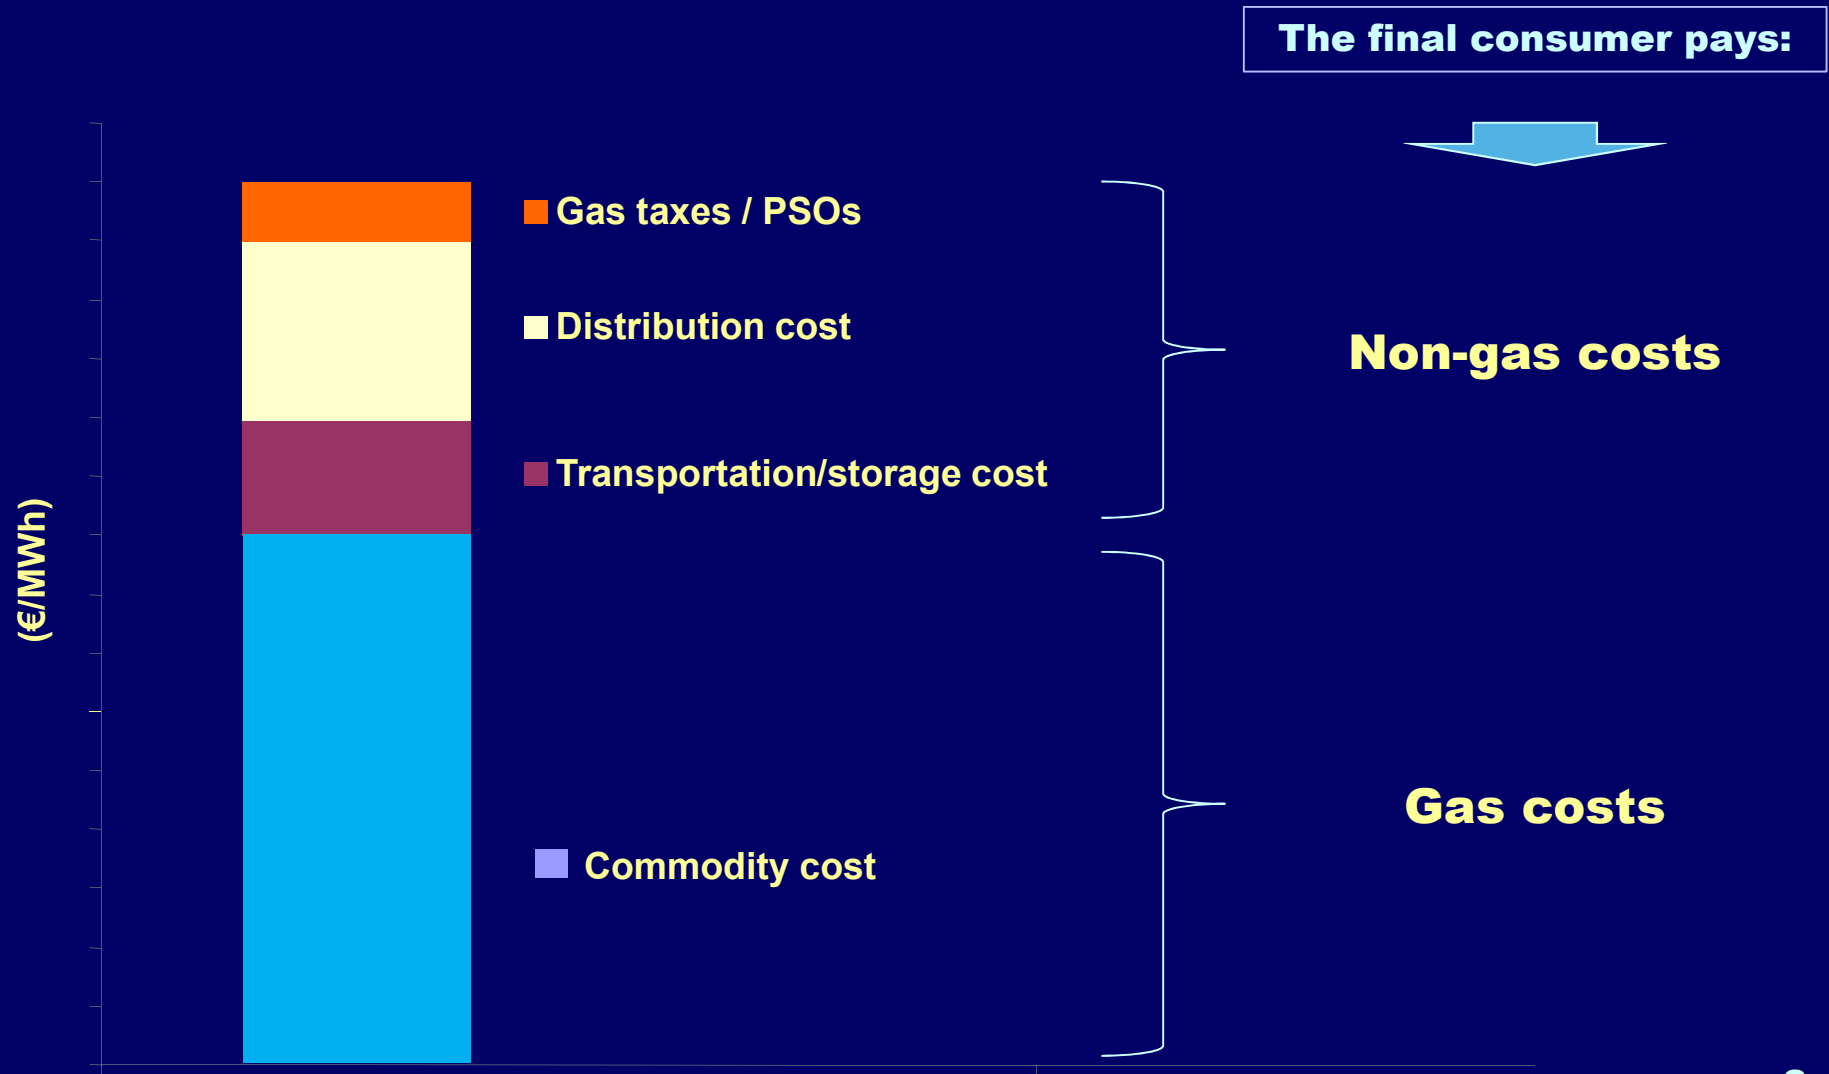 The final consumer pays:
Gas taxes / PSOs
Distribution cost
Non-gas costs
Transportation/storage cost
(€/MWh)
Gas costs
Commodity cost